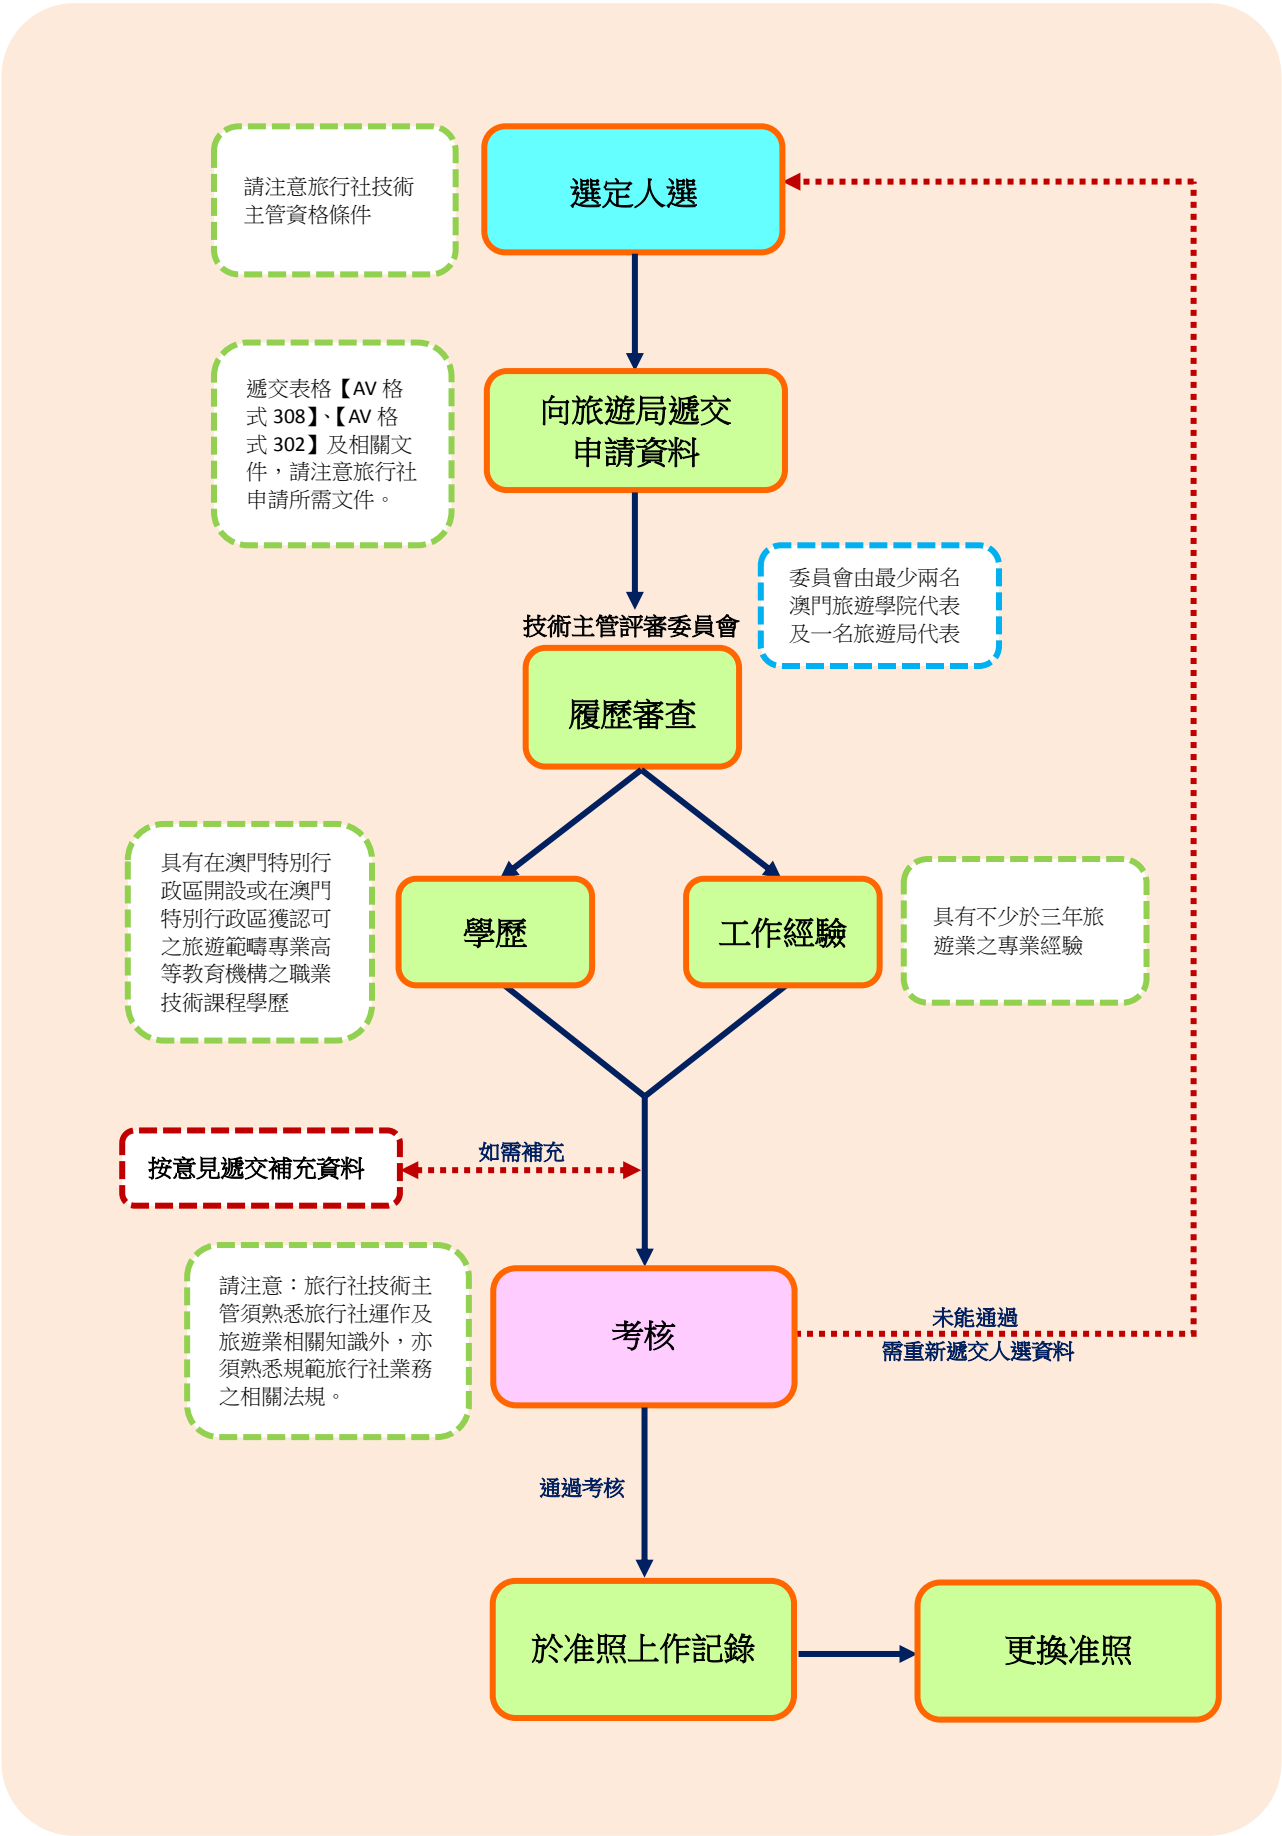 請注意旅行社技術
主管資格條件
選定人選
遞交表格【AV 格
式 308】、【AV 格
式 302】及相關文
件，請注意旅行社
申請所需文件。
向旅遊局遞交
申請資料
委員會由最少兩名
澳門旅遊學院代表
及一名旅遊局代表
技術主管評審委員會
履歷審查
具有在澳門特別行
政區開設或在澳門
特別行政區獲認可
之旅遊範疇專業高
等教育機構之職業
技術課程學歷
學歷
工作經驗
具有不少於三年旅
遊業之專業經驗
按意見遞交補充資料
如需補充
請注意：旅行社技術主
管須熟悉旅行社運作及
旅遊業相關知識外，亦
須熟悉規範旅行社業務
之相關法規。
考核
未能通過
需重新遞交人選資料
通過考核
於准照上作記錄
更換准照